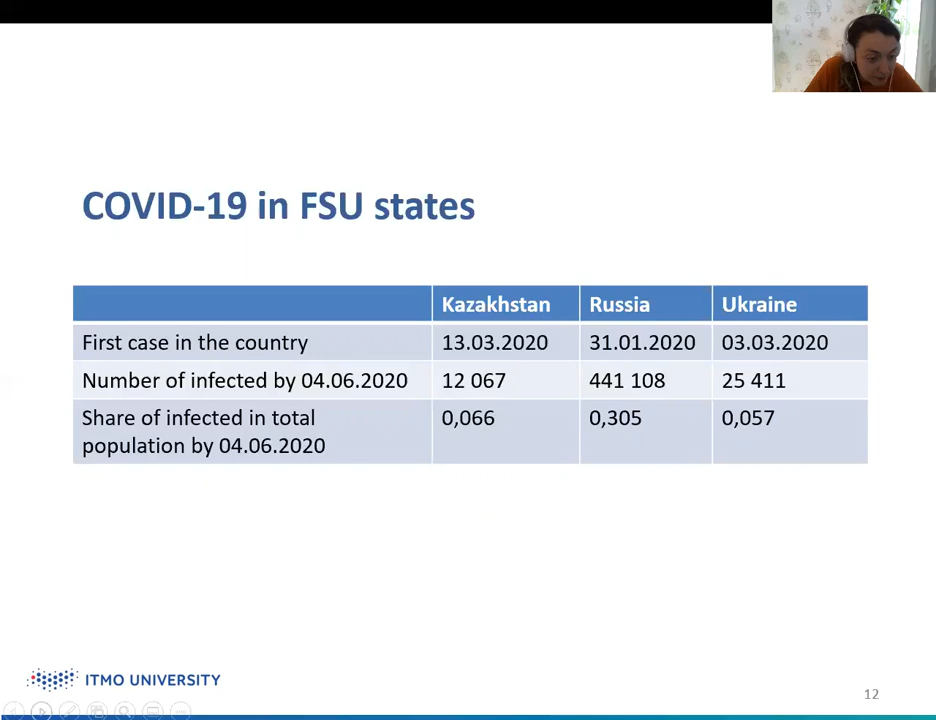 COVID-19 in FSU states
Kazakhstan Russia Ukraine
First case in the country 13.03.2020 31.01.2020 03.03.2020
Number of infected by 04.06.2020 12 067 441 108 25 411
Share of infected in total 0,066 0,305 0,057
population by 04.06.2020
ITMO UNIVERSITY
12